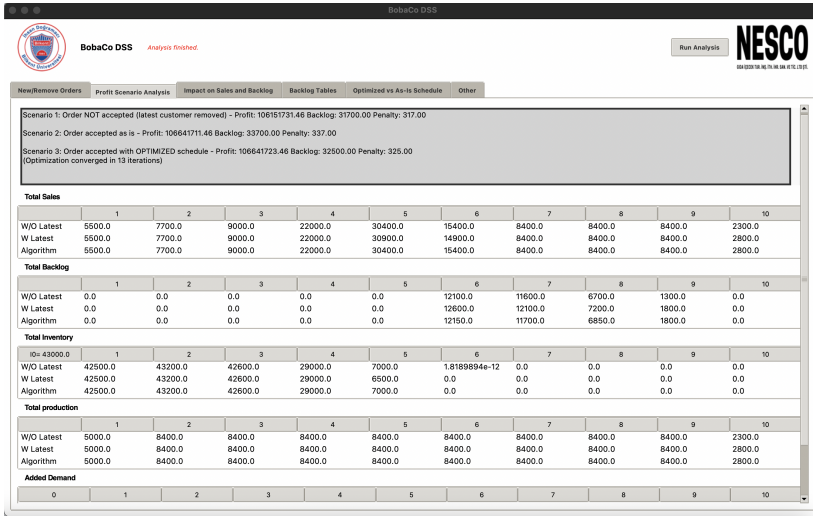 BobaCo DSS
BobaCo DSS
Analysis finished.
Run Analysis
NESCO
New/Remove Orders Profit Scenario Analysis Impact on Sales and Backlog Backlog Tables Optimized vs As-Is Schedule Other
Scenario 1: Order NOT accepted (latest customer removed) - Profit: 106151731.46 Backlog: 31700.00 Penalty: 317.00
Scenario 2: Order accepted as is - Profit: 106641711.46 Backlog: 33700.00 Penalty: 337.00
Scenario 3: Order accepted with OPTIMIZED schedule - Profit: 106641723.46 Backlog: 32500.00 Penalty: 325.00
(Optimization converged in 13 iterations)
Total Sales
1 2 3 4 5 6 7 8 9 10
W/O Latest 5500.0 7700.0 9000.0 22000.0 30400.0 15400.0 8400.0 8400.0 8400.0 2300.0
W Latest 5500.0 7700.0 9000.0 22000.0 30900.0 14900.0 8400.0 8400.0 8400.0 2800.0
Algorithm 5500.0 7700.0 9000.0 22000.0 30400.0 15400.0 8400.0 8400.0 8400.0 2800.0
Total Backlog
1 2 3 4 5 6 7 8 9 10
W/O Latest 0.0 0.0 0.0 0.0 0.0 12100.0 11600.0 6700.0 1300.0 0.0
W Latest 0.0 0.0 0.0 0.0 0.0 12600.0 12100.0 7200.0 1800.0 0.0
Algorithm 0.0 0.0 0.0 0.0 0.0 12150.0 11700.0 6850.0 1800.0 0.0
Total Inventory
I0= 43000.0 1 2 3 4 5 6 7 8 9 10
W/O Latest 42500.0 43200.0 42600.0 29000.0 7000.0 1.8189894e-12 0.0 0.0 0.0 0.0
W Latest 42500.0 43200.0 42600.0 29000.0 6500.0 0.0 0.0 0.0 0.0 0.0
Algorithm 42500.0 43200.0 42600.0 29000.0 7000.0 0.0 0.0 0.0 0.0 0.0
Total production
1 2 3 4 5 6 7 8 9 10
W/O Latest 5000.0 8400.0 8400.0 8400.0 8400.0 8400.0 8400.0 8400.0 8400.0 2300.0
W Latest 5000.0 8400.0 8400.0 8400.0 8400.0 8400.0 8400.0 8400.0 8400.0 2800.0
Algorithm 5000.0 8400.0 8400.0 8400.0 8400.0 8400.0 8400.0 8400.0 8400.0 2800.0
Added Demand
0 1 2 3 4 5 6 7 8 9 10